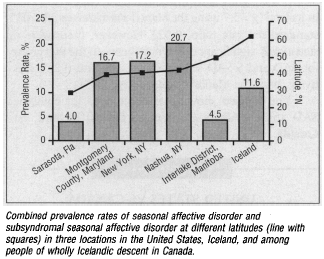 25
20
15
10
5
0
Prevalence Rate, %
70
60
50
40
30
20
10
0
Latitude, °N
4.0
16.7
17.2
20.7
4.5
11.6
Sarasota, Fla
Montgomery
County, Maryland
New York, NY
Nashua, NY
Interlake District,
Manitoba
Iceland
Combined prevalence rates of seasonal affective disorder and
subsyndromal seasonal affective disorder at different latitudes (line with
squares) in three locations in the United States, Iceland, and among
people of wholly Icelandic descent in Canada.